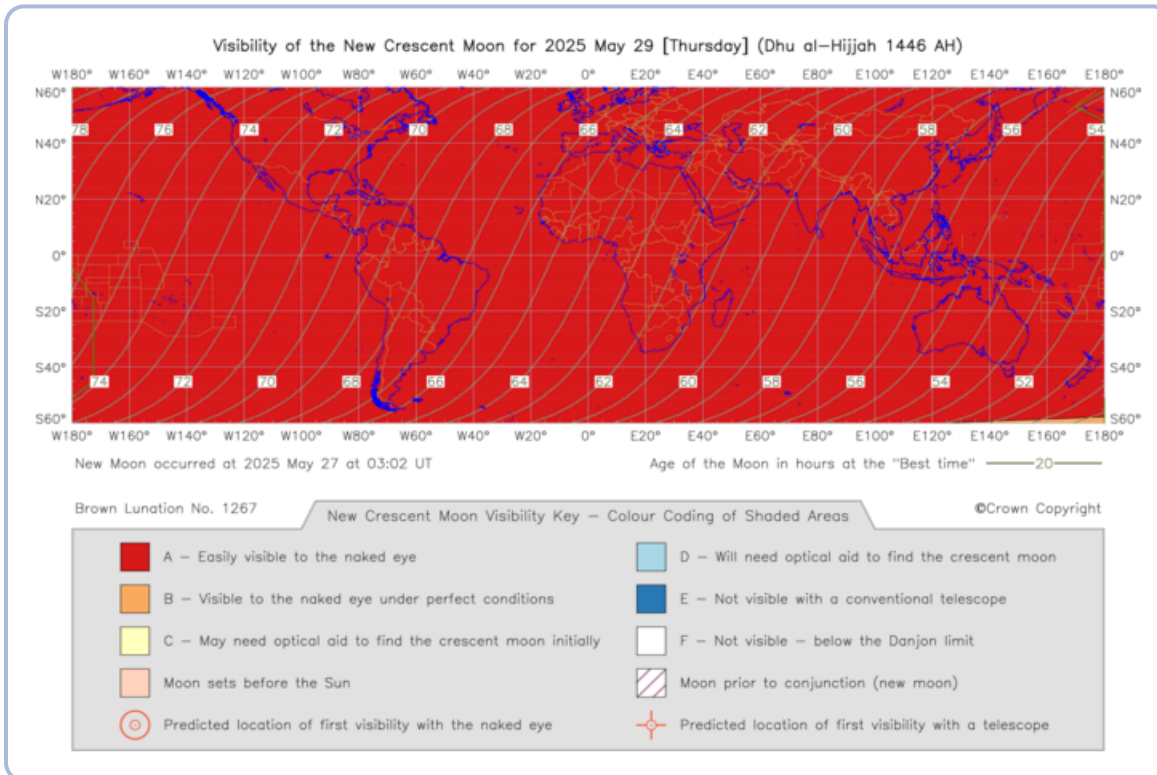 Visibility of the New Crescent Moon for 2025 May 29 [Thursday] (Dhu al-Hijjah 1446 AH)
W180° W160° W140° W120° W100° W80° W60° W40° W20° 0° E20° E40° E60° E80° E100° E120° E140° E160° E180°
N60° N60°
78 76 74 72 70 68 66 64 62 60 58 56 54
N40° N40°
N20° N20°
0° 0°
S20° S20°
S40° S40°
74 72 70 68 66 64 62 60 58 56 54 52
S60° S60°
W180° W160° W140° W120° W100° W80° W60° W40° W20° 0° E20° E40° E60° E80° E100° E120° E140° E160° E180°
New Moon occurred at 2025 May 27 at 03:02 UT
Age of the Moon in hours at the "Best time" 20
Brown Lunation No. 1267
©Crown Copyright
New Crescent Moon Visibility Key – Colour Coding of Shaded Areas
A – Easily visible to the naked eye
B – Visible to the naked eye under perfect conditions
C – May need optical aid to find the crescent moon initially
Moon sets before the Sun
Predicted location of first visibility with the naked eye
D – Will need optical aid to find the crescent moon
E – Not visible with a conventional telescope
F – Not visible – below the Danjon limit
Moon prior to conjunction (new moon)
Predicted location of first visibility with a telescope